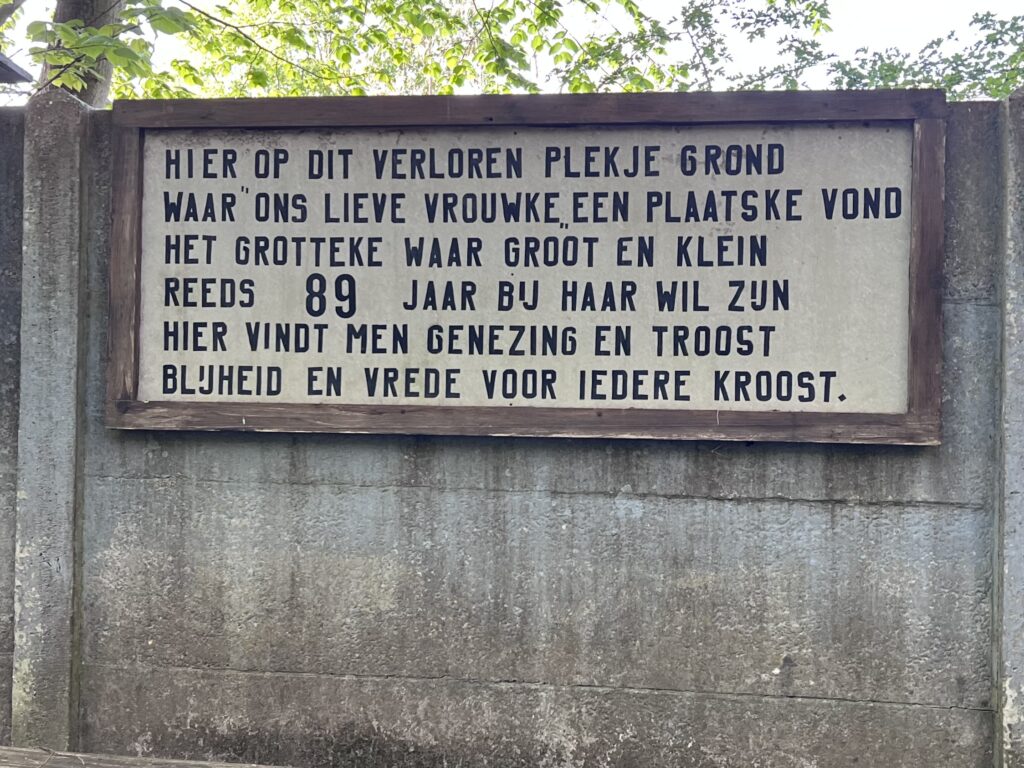 HIER OP DIT VERLOREN PLEKJE GROND
WAAR "ONS LIEVE VROUWKE" EEN PLAATSKE VOND
HET GROTTEKE WAAR GROOT EN KLEIN
REEDS 89 JAAR BIJ HAAR WIL ZIJN
HIER VINDT MEN GENEZING EN TROOST
BLIJHEID EN VREDE VOOR IEDERE KROOST.